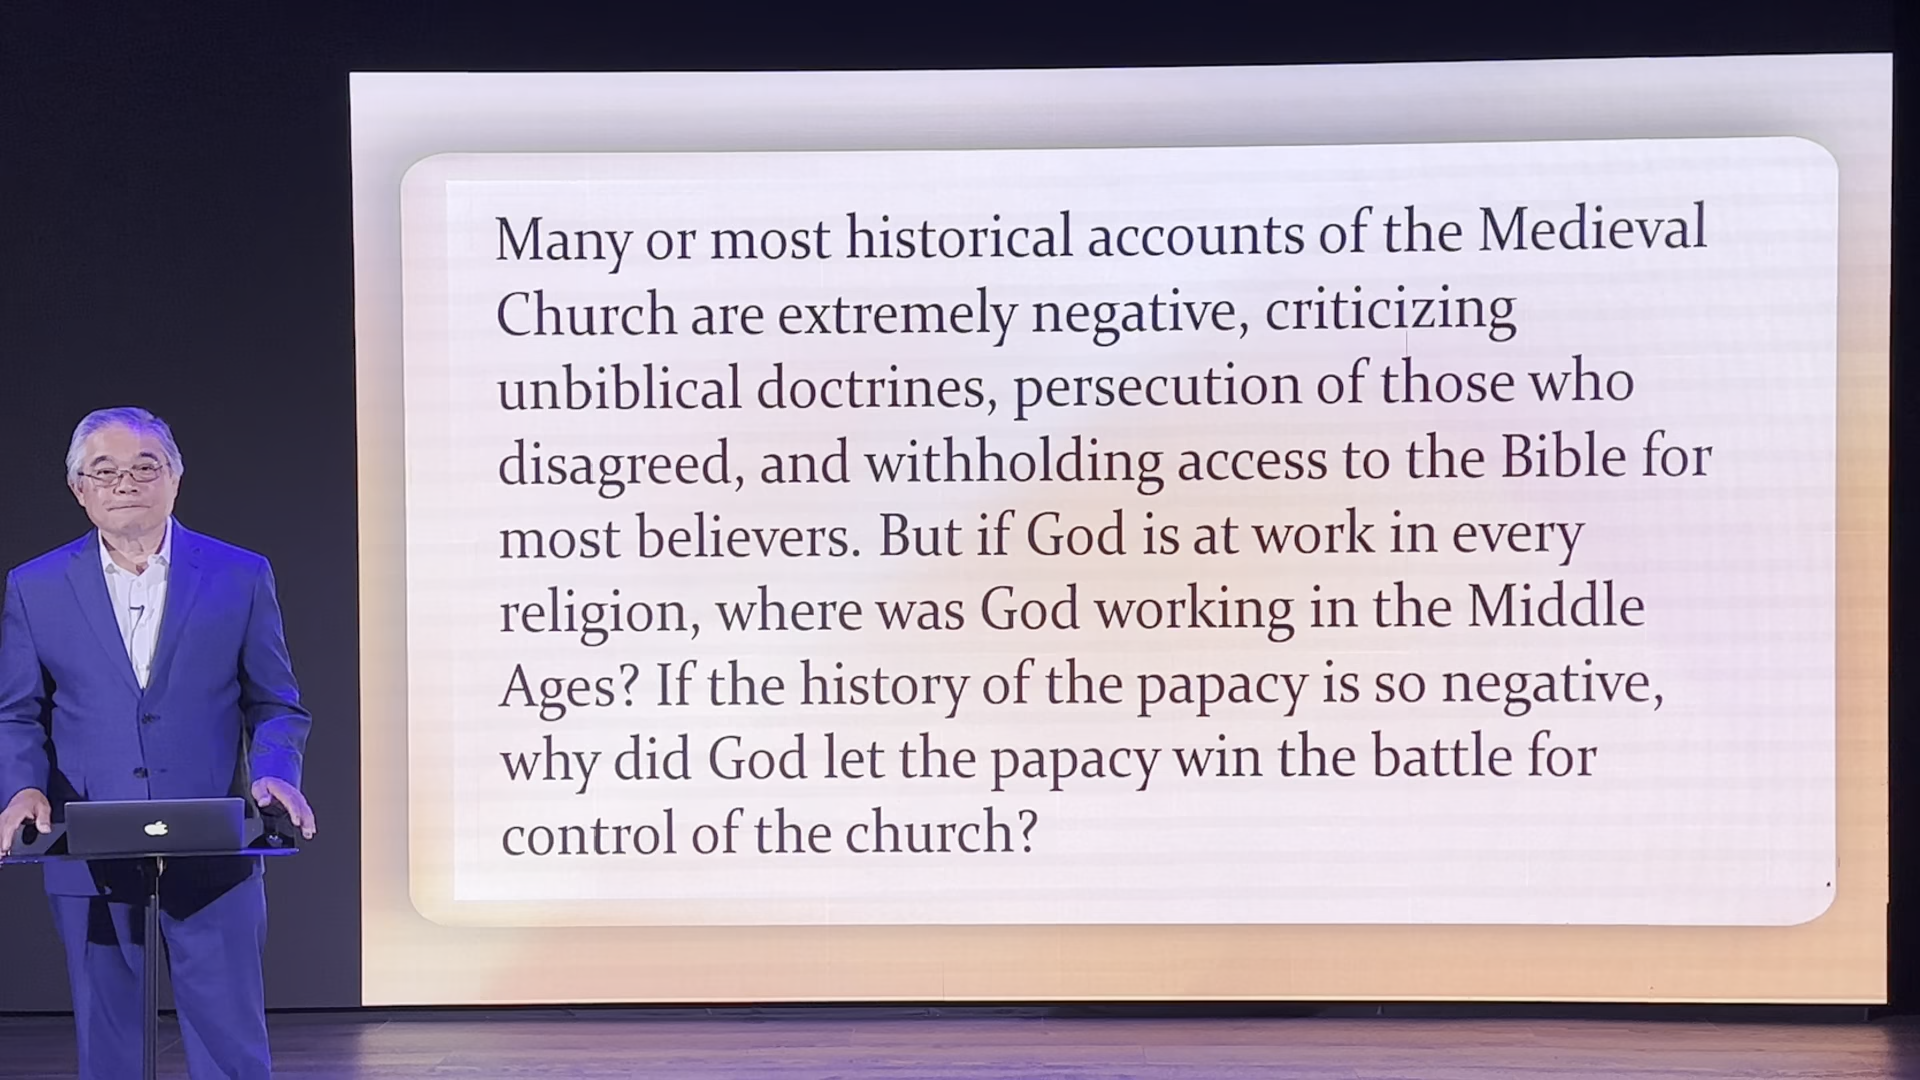 Many or most historical accounts of the Medieval
Church are extremely negative, criticizing
unbiblical doctrines, persecution of those who
disagreed, and withholding access to the Bible for
most believers. But if God is at work in every
religion, where was God working in the Middle
Ages? If the history of the papacy is so negative,
why did God let the papacy win the battle for
control of the church?